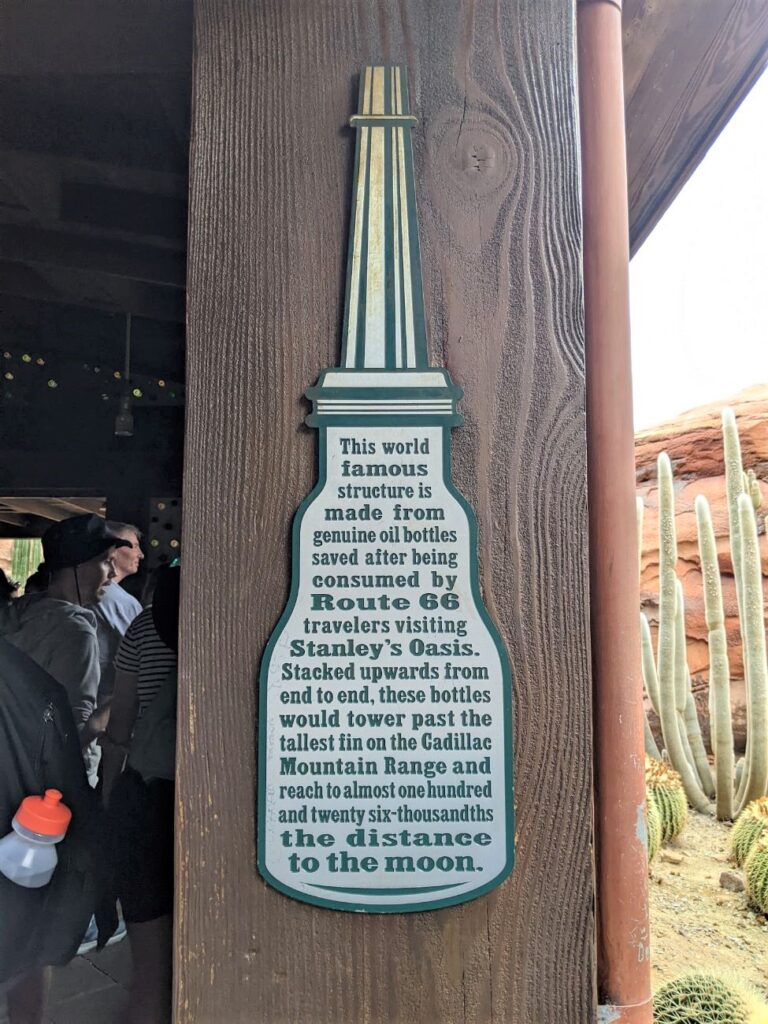 This world
famous
structure is
made from
genuine oil bottles
saved after being
consumed by
Route 66
travelers visiting
Stanley's Oasis.
Stacked upwards from
end to end, these bottles
would tower past the
tallest fin on the Cadillac
Mountain Range and
reach to almost one hundred
and twenty six-thousandths
the distance
to the moon.